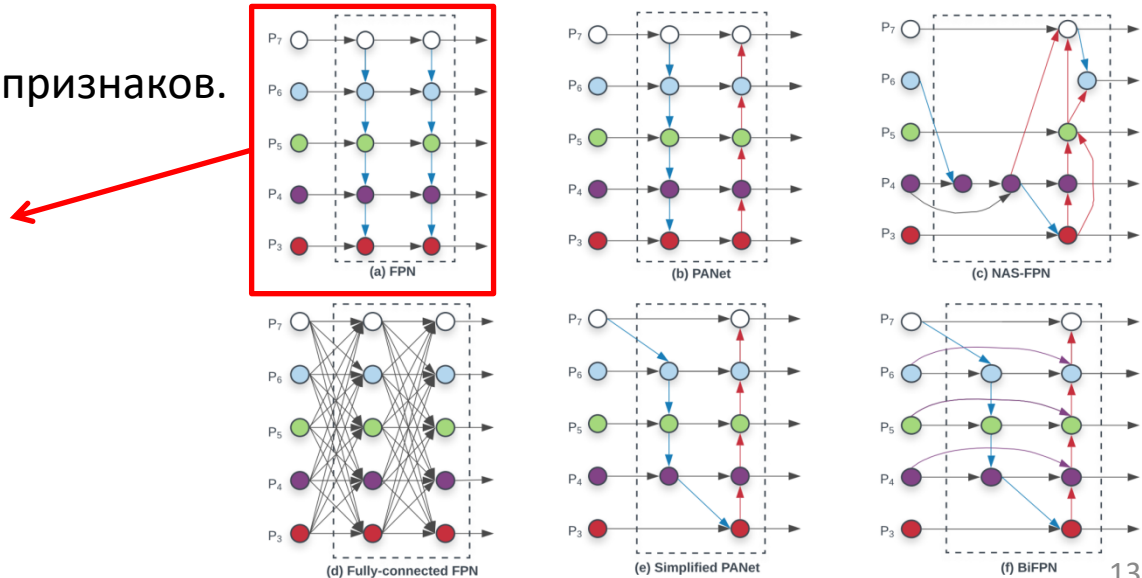 признаков.
P7
P6
P5
P4
P3
(a) FPN
P7
P6
P5
P4
P3
(b) PANet
P7
P6
P5
P4
P3
(c) NAS-FPN
P7
P6
P5
P4
P3
(d) Fully-connected FPN
P7
P6
P5
P4
P3
(e) Simplified PANet
P7
P6
P5
P4
P3
(f) BiFPN
13